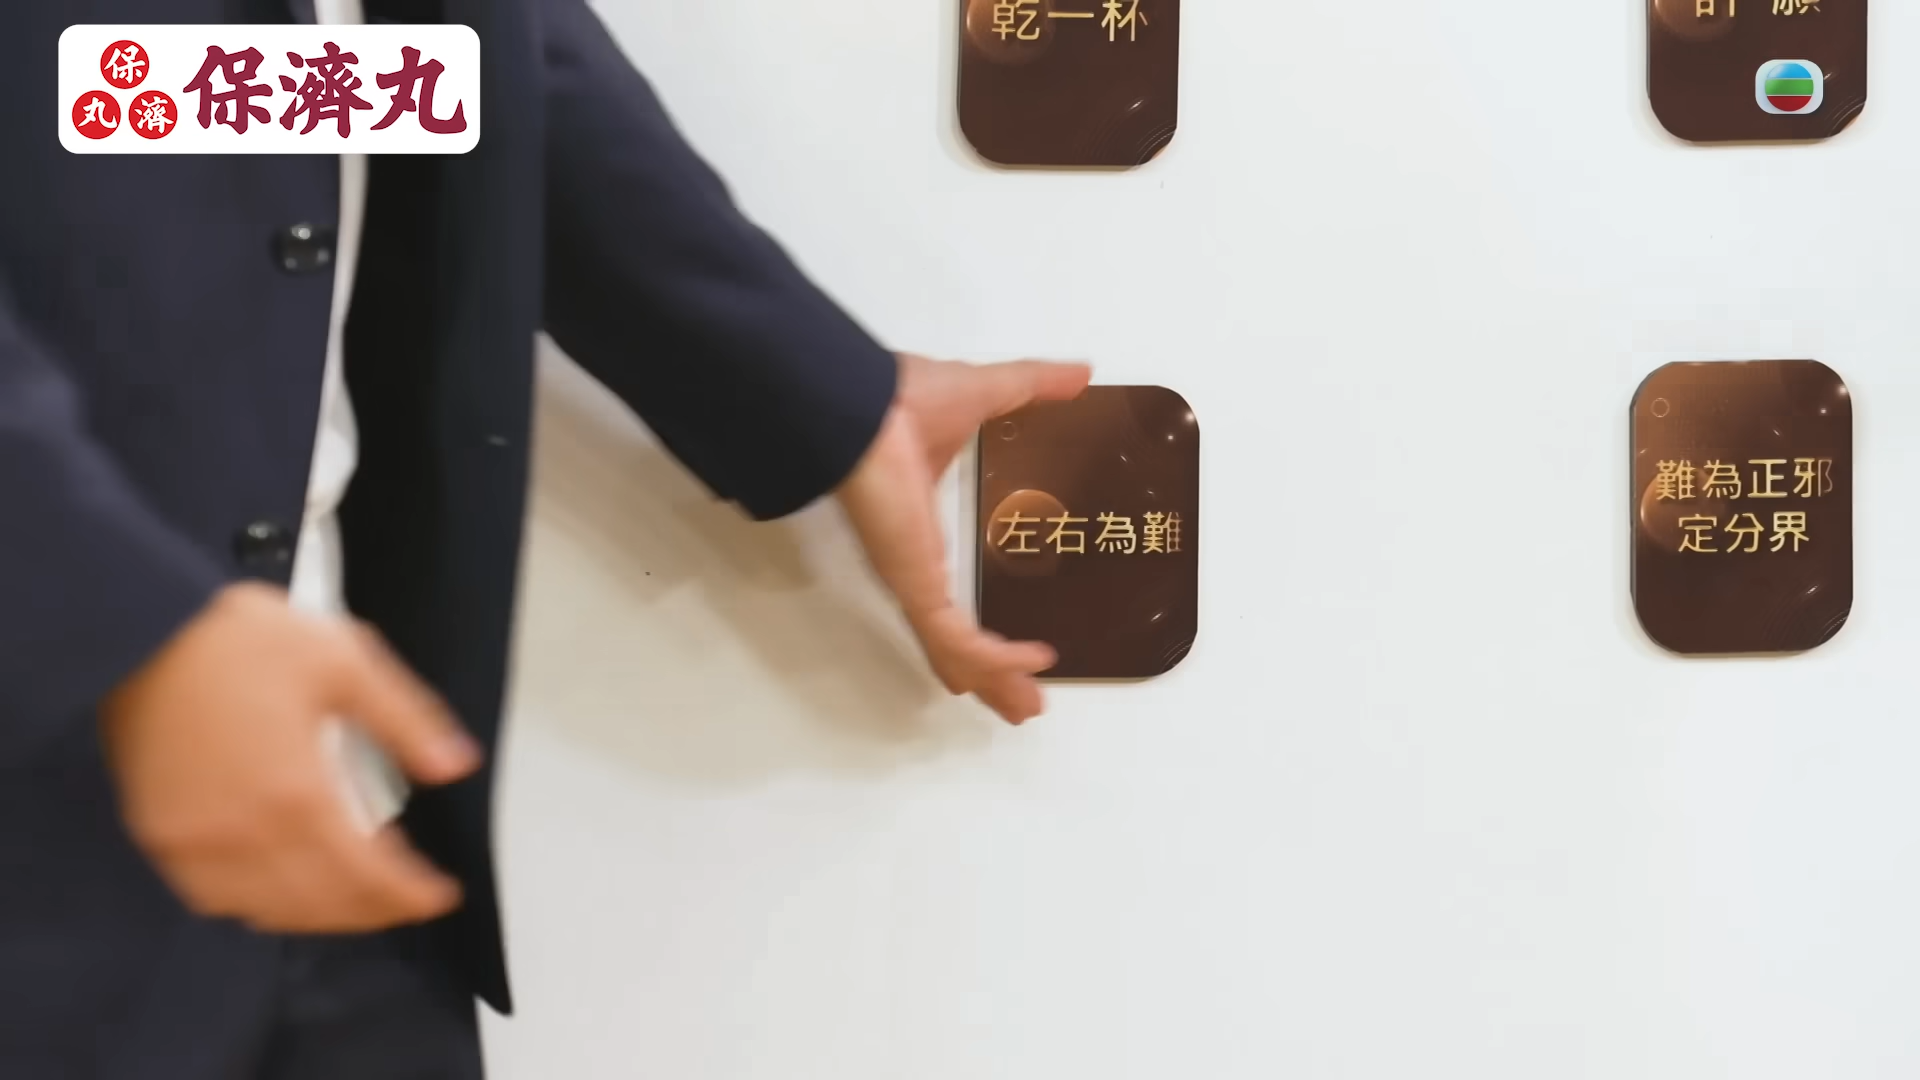 保
丸 濟
保濟丸
乾一杯
左右為難
難為正邪
定分界